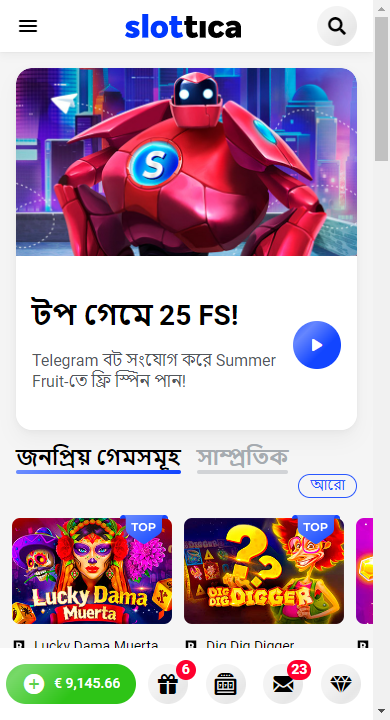 slottica
S
টপ গেমে 25 FS!
Telegram বট সংযোগ করে Summer
Fruit-তে ফ্রি স্পিন পান!
জনপ্রিয় গেমসমূহ
সাম্প্রতিক
আরো
TOP
LUCKY DAMA
MUERTA
TOP
DIG DIG
DIGGER
Lucky Dama Muerta
Dig Dig Digger
€ 9,145.66
6
23